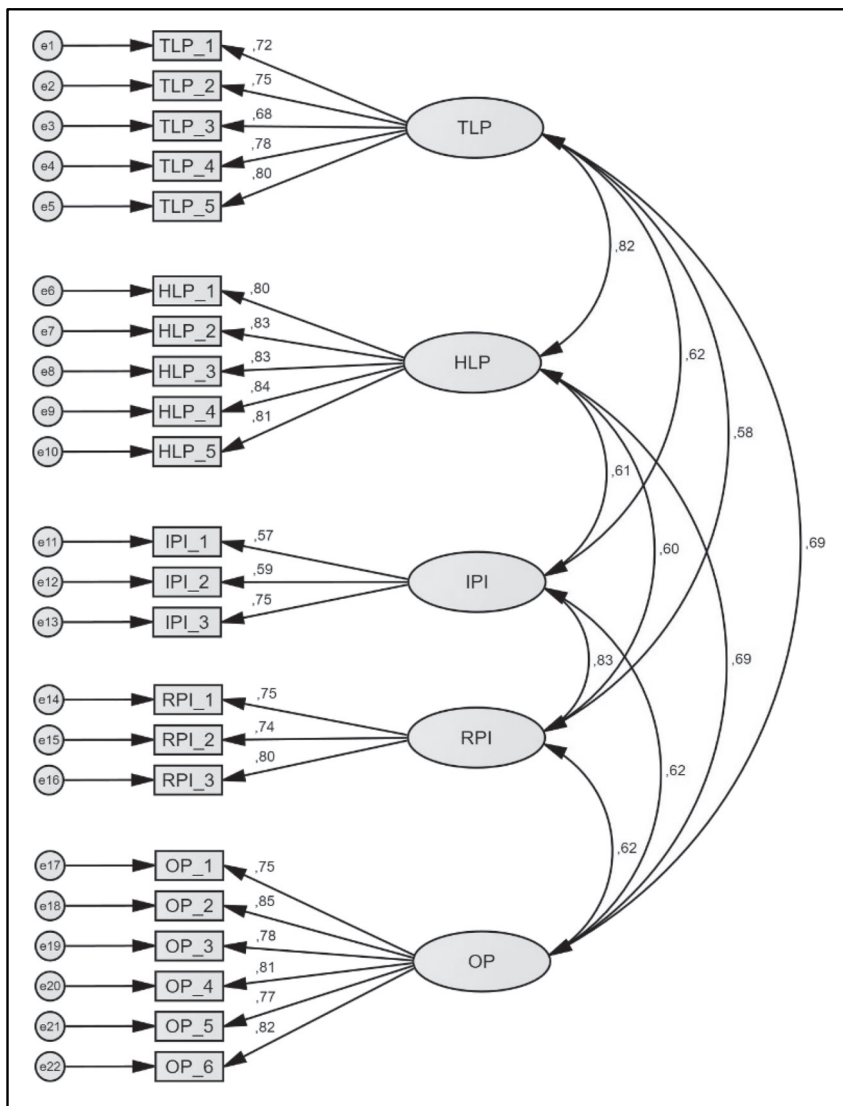 e1 TLP_1 ,72
e2 TLP_2 ,75
e3 TLP_3 ,68
e4 TLP_4 ,78
e5 TLP_5 ,80
TLP
,82
e6 HLP_1 ,80
e7 HLP_2 ,83
e8 HLP_3 ,83
e9 HLP_4 ,84
e10 HLP_5 ,81
HLP
,62
,58
,61
,60
,69
e11 IPI_1 ,57
e12 IPI_2 ,59
e13 IPI_3 ,75
IPI
,83
,69
e14 RPI_1 ,75
e15 RPI_2 ,74
e16 RPI_3 ,80
RPI
,62
,62
e17 OP_1 ,75
e18 OP_2 ,85
e19 OP_3 ,78
e20 OP_4 ,81
e21 OP_5 ,77
e22 OP_6 ,82
OP